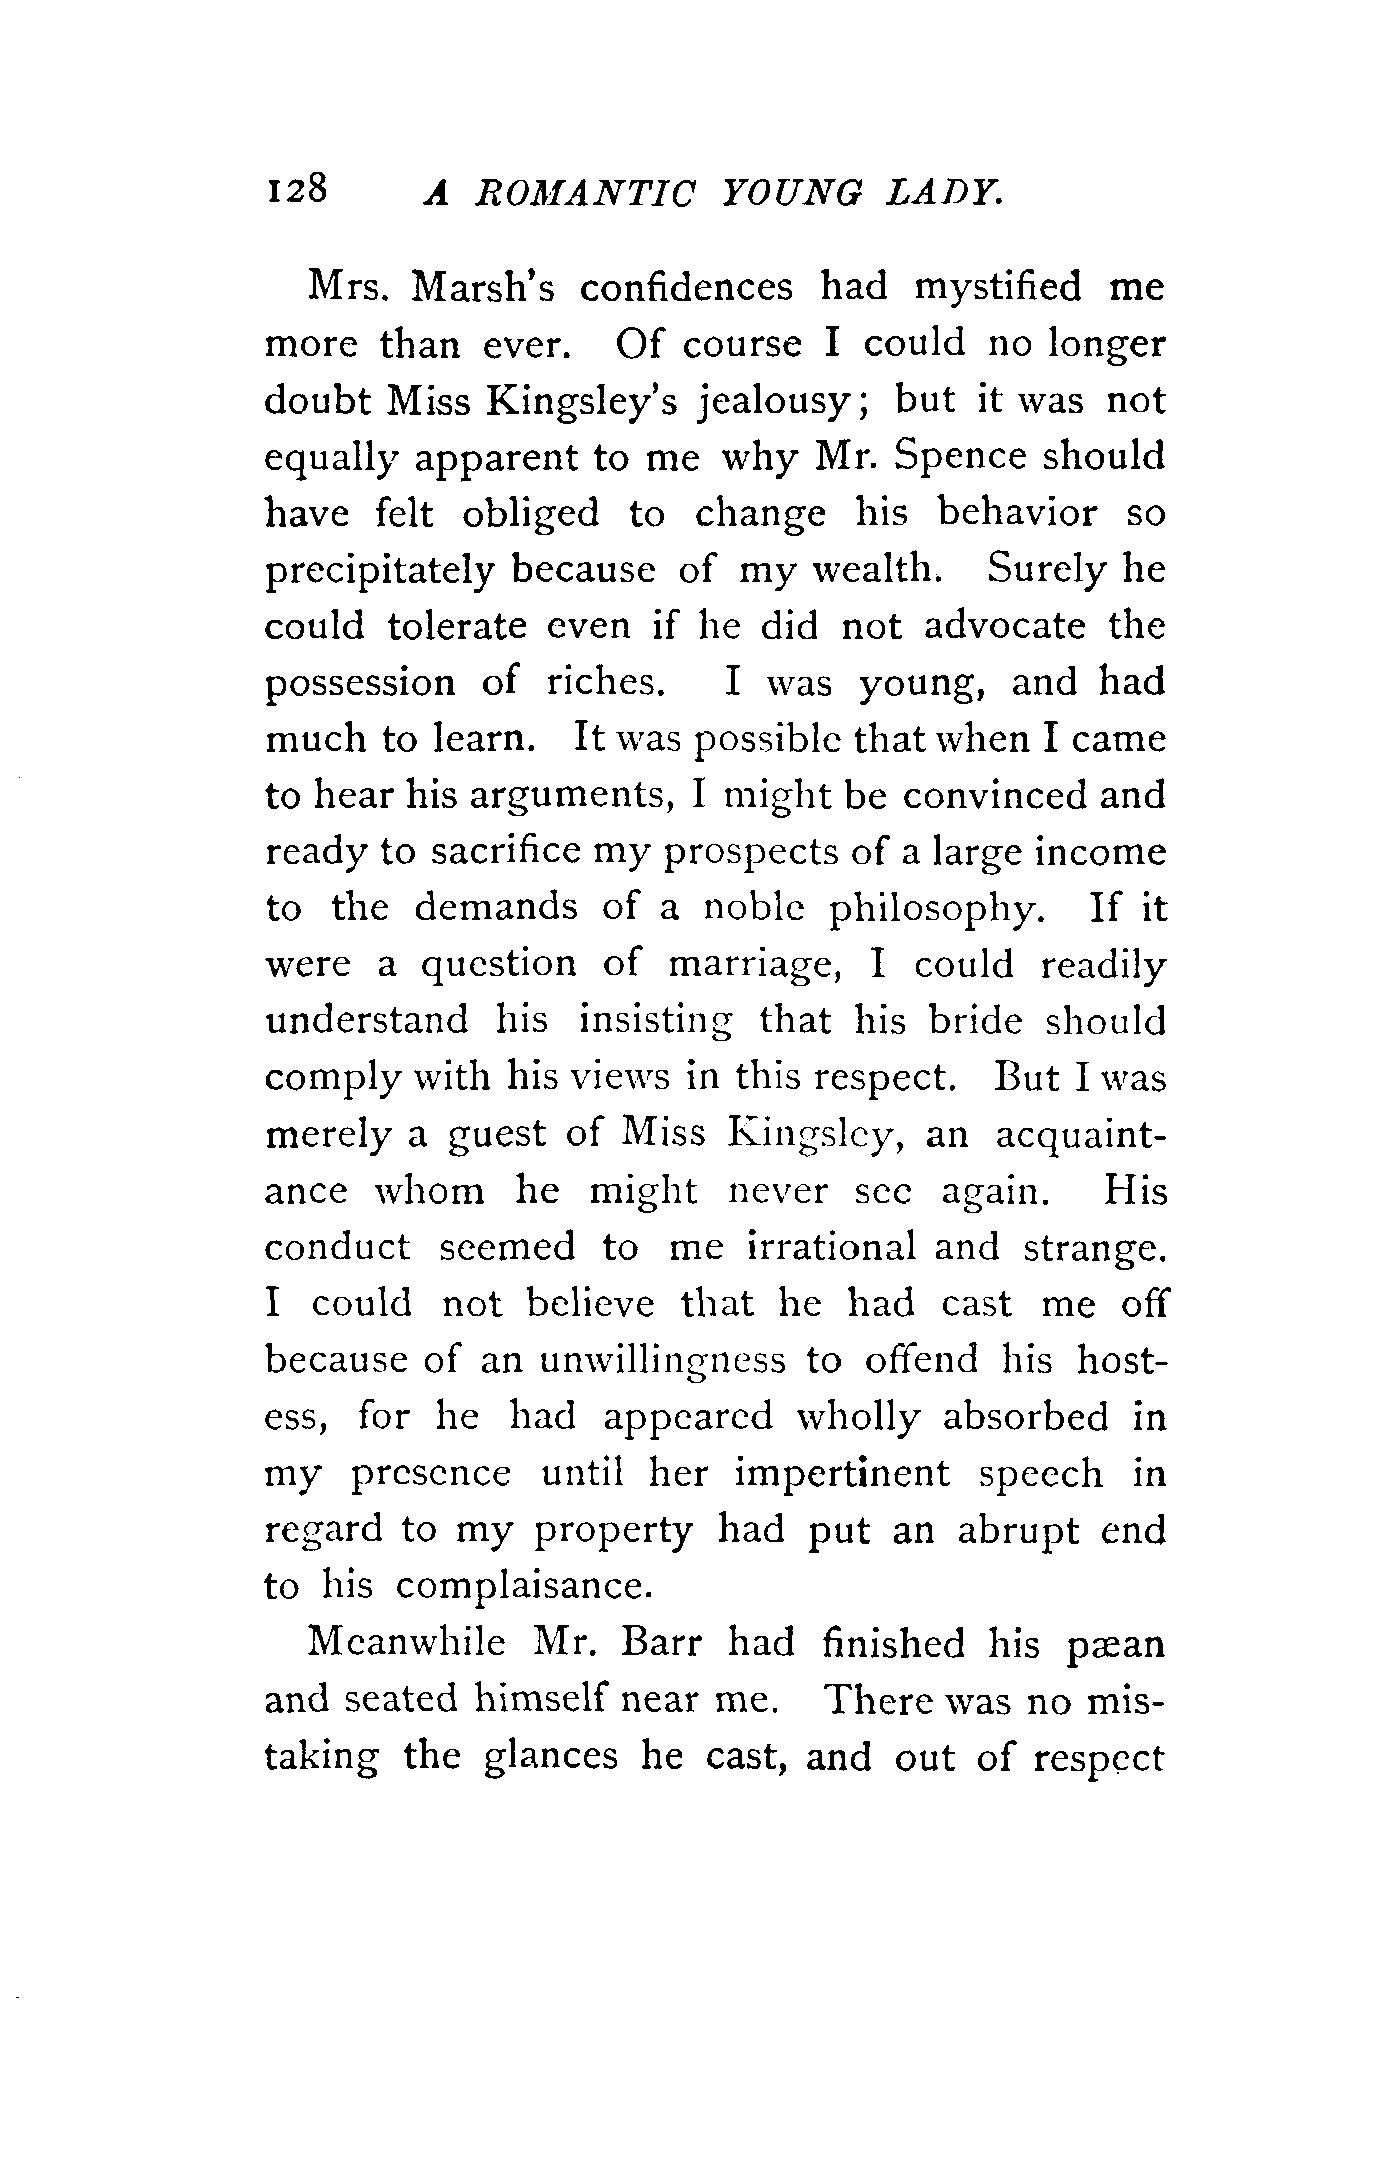 128 A ROMANTIC YOUNG LADY.
Mrs. Marsh's confidences had mystified me
more than ever. Of course I could no longer
doubt Miss Kingsley's jealousy; but it was not
equally apparent to me why Mr. Spence should
have felt obliged to change his behavior so
precipitately because of my wealth. Surely he
could tolerate even if he did not advocate the
possession of riches. I was young, and had
much to learn. It was possible that when I came
to hear his arguments, I might be convinced and
ready to sacrifice my prospects of a large income
to the demands of a noble philosophy. If it
were a question of marriage, I could readily
understand his insisting that his bride should
comply with his views in this respect. But I was
merely a guest of Miss Kingsley, an acquaint-
ance whom he might never see again. His
conduct seemed to me irrational and strange.
I could not believe that he had cast me off
because of an unwillingness to offend his host-
ess, for he had appeared wholly absorbed in
my presence until her impertinent speech in
regard to my property had put an abrupt end
to his complaisance.
Meanwhile Mr. Barr had finished his pæan
and seated himself near me. There was no mis-
taking the glances he cast, and out of respect